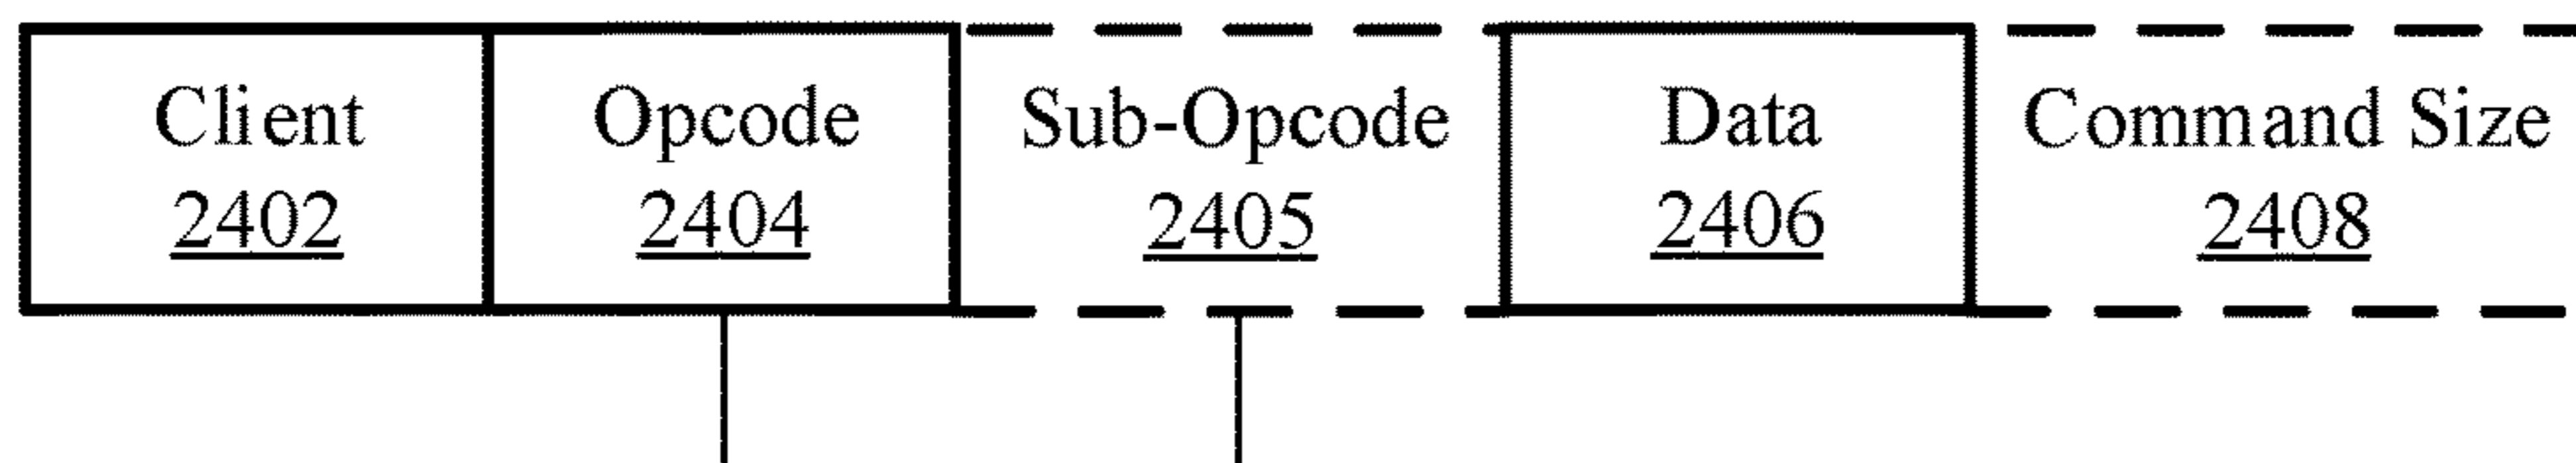 Client
2402
Opcode
2404
Sub-Opcode
2405
Data
2406
Command Size
2408